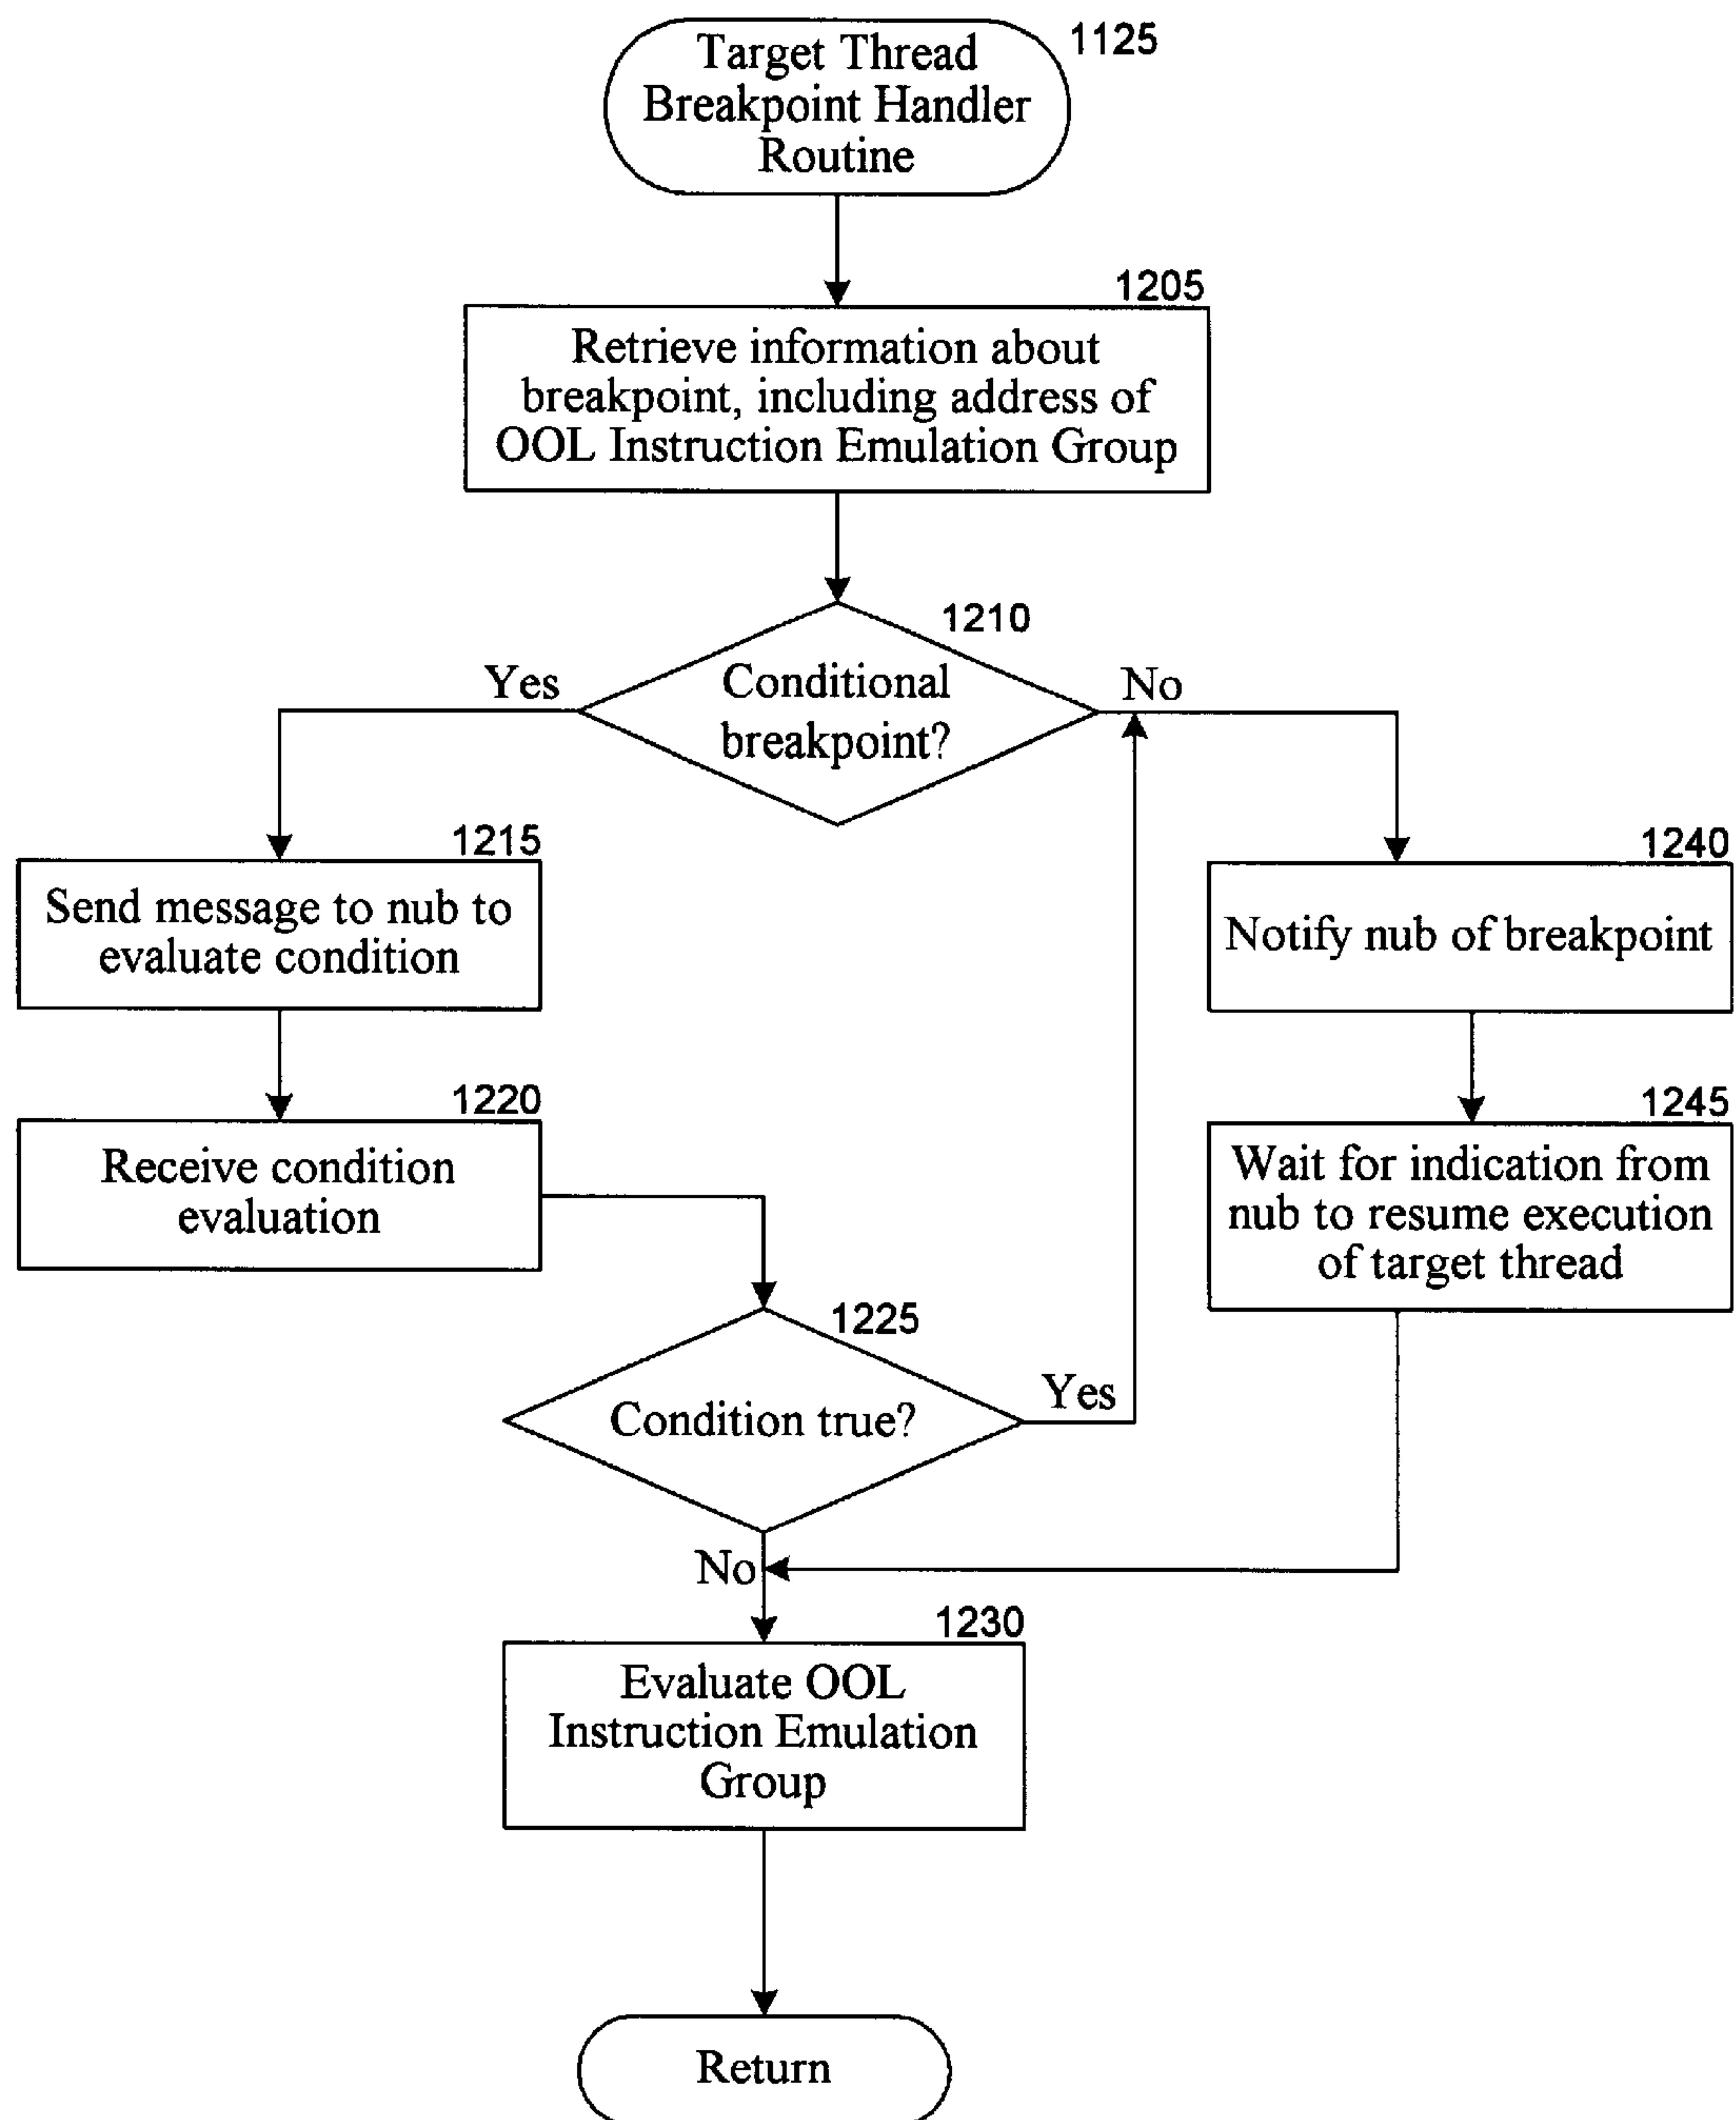 Target Thread
Breakpoint Handler
Routine
1125
1205
Retrieve information about
breakpoint, including address of
OOL Instruction Emulation Group
1210
Conditional
breakpoint?
Yes
No
1215
Send message to nub to
evaluate condition
1240
Notify nub of breakpoint
1220
Receive condition
evaluation
1245
Wait for indication from
nub to resume execution
of target thread
1225
Condition true?
Yes
No
1230
Evaluate OOL
Instruction Emulation
Group
Return